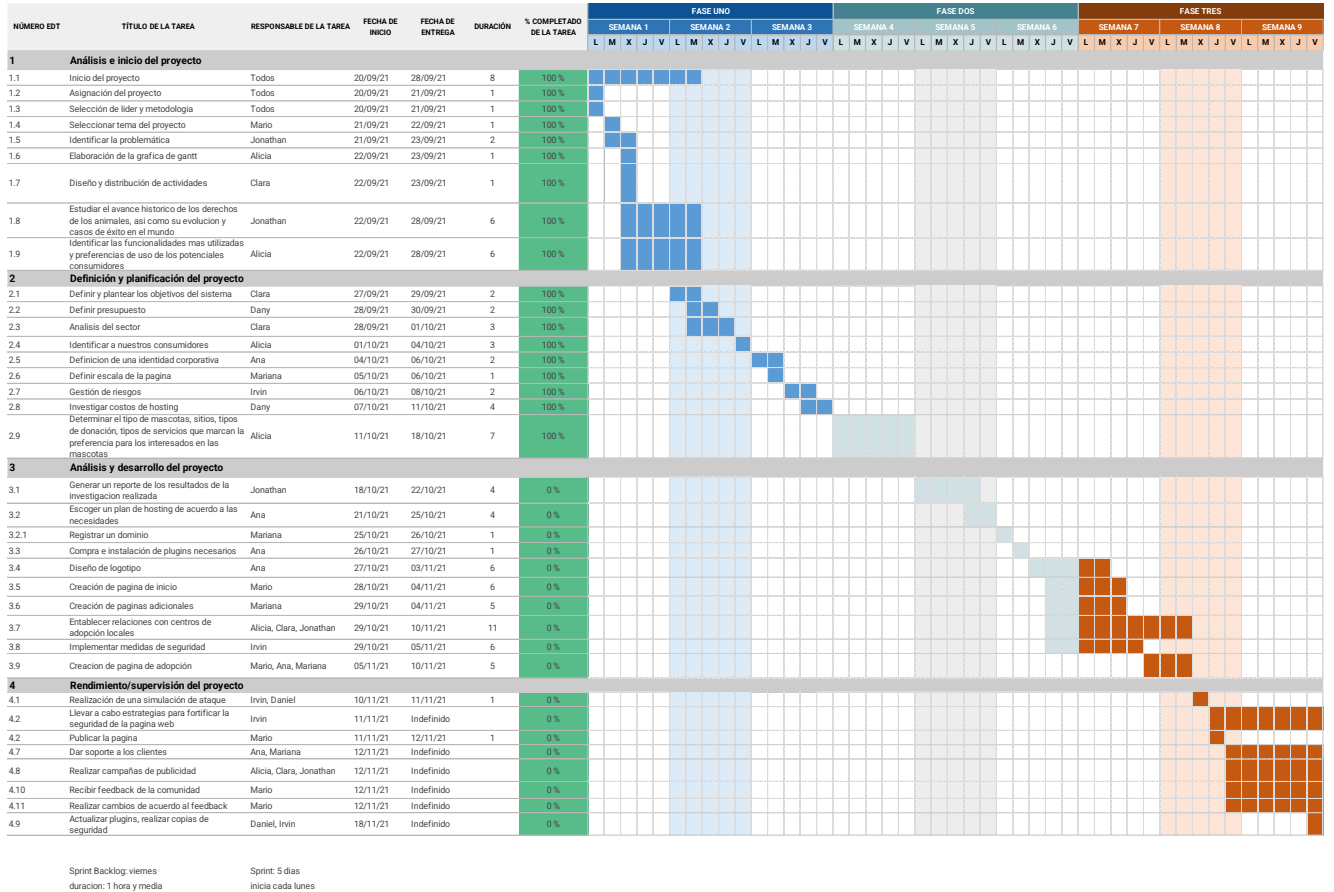 FASE UNO FASE DOS FASE TRES
NÚMERO EDT TÍTULO DE LA TAREA RESPONSABLE DE LA TAREA FECHA DE INICIO FECHA DE ENTREGA DURACIÓN % COMPLETADO DE LA TAREA
SEMANA 1 SEMANA 2 SEMANA 3 SEMANA 4 SEMANA 5 SEMANA 6 SEMANA 7 SEMANA 8 SEMANA 9
L M X J V L M X J V L M X J V L M X J V L M X J V L M X J V L M X J V L M X J V L M X J V
1 Análisis e inicio del proyecto
1.1 Inicio del proyecto Todos 20/09/21 28/09/21 8 100 %
1.2 Asignación del proyecto Todos 20/09/21 21/09/21 1 100 %
1.3 Selección de lider y metodologia Todos 20/09/21 21/09/21 1 100 %
1.4 Seleccionar tema del proyecto Mario 21/09/21 22/09/21 1 100 %
1.5 Identificar la problemática Jonathan 21/09/21 23/09/21 2 100 %
1.6 Elaboración de la grafica de gantt Alicia 22/09/21 23/09/21 1 100 %
1.7 Diseño y distribución de actividades Clara 22/09/21 23/09/21 1 100 %
Estudiar el avance historico de los derechos
1.8 de los animales, asi como su evolucion y Jonathan 22/09/21 28/09/21 6 100 %
casos de éxito en el mundo
Identificar las funcionalidades mas utilizadas
1.9 y preferencias de uso de los potenciales Alicia 22/09/21 28/09/21 6 100 %
consumidores
2 Definición y planificación del proyecto
2.1 Definir y plantear los objetivos del sistema Clara 27/09/21 29/09/21 2 100 %
2.2 Definir presupuesto Dany 28/09/21 30/09/21 2 100 %
2.3 Analisis del sector Clara 28/09/21 01/10/21 3 100 %
2.4 Identificar a nuestros consumidores Alicia 01/10/21 04/10/21 3 100 %
2.5 Definicion de una identidad corporativa Ana 04/10/21 06/10/21 2 100 %
2.6 Definir escala de la pagina Mariana 05/10/21 06/10/21 1 100 %
2.7 Gestión de riesgos Irvin 06/10/21 08/10/21 2 100 %
2.8 Investigar costos de hosting Dany 07/10/21 11/10/21 4 100 %
Determinar el tipo de mascotas, sitios, tipos
2.9 de donación, tipos de servicios que marcan la Alicia 11/10/21 18/10/21 7 100 %
preferencia para los interesados en las
mascotas
3 Análisis y desarrollo del proyecto
3.1 Generar un reporte de los resultados de la Jonathan 18/10/21 22/10/21 4 0 %
investigacion realizada
3.2 Escoger un plan de hosting de acuerdo a las Ana 21/10/21 25/10/21 4 0 %
necesidades
3.2.1 Registrar un dominio Mariana 25/10/21 26/10/21 1 0 %
3.3 Compra e instalación de plugins necesarios Ana 26/10/21 27/10/21 1 0 %
3.4 Diseño de logotipo Ana 27/10/21 03/11/21 6 0 %
3.5 Creación de pagina de inicio Mario 28/10/21 04/11/21 6 0 %
3.6 Creación de paginas adicionales Mariana 29/10/21 04/11/21 5 0 %
3.7 Establecer relaciones con centros de Alicia, Clara, Jonathan 29/10/21 10/11/21 11 0 %
adopción locales
3.8 Implementar medidas de seguridad Irvin 29/10/21 05/11/21 6 0 %
3.9 Creacion de pagina de adopción Mario, Ana, Mariana 05/11/21 10/11/21 5 0 %
4 Rendimiento/supervisión del proyecto
4.1 Realización de una simulación de ataque Irvin, Daniel 10/11/21 11/11/21 1 0 %
4.2 Llevar a cabo estrategias para fortificar la Irvin 11/11/21 Indefinido 0 %
seguridad de la pagina web
4.2 Publicar la pagina Mario 11/11/21 12/11/21 1 0 %
4.7 Dar soporte a los clientes Ana, Mariana 12/11/21 Indefinido 0 %
4.8 Realizar campañas de publicidad Alicia, Clara, Jonathan 12/11/21 Indefinido 0 %
4.10 Recibir feedback de la comunidad Mario 12/11/21 Indefinido 0 %
4.11 Realizar cambios de acuerdo al feedback Mario 12/11/21 Indefinido 0 %
4.9 Actualizar plugins, realizar copias de Daniel, Irvin 18/11/21 Indefinido 0 %
seguridad
Sprint Backlog: viernes Sprint: 5 dias
duracion: 1 hora y media inicia cada lunes